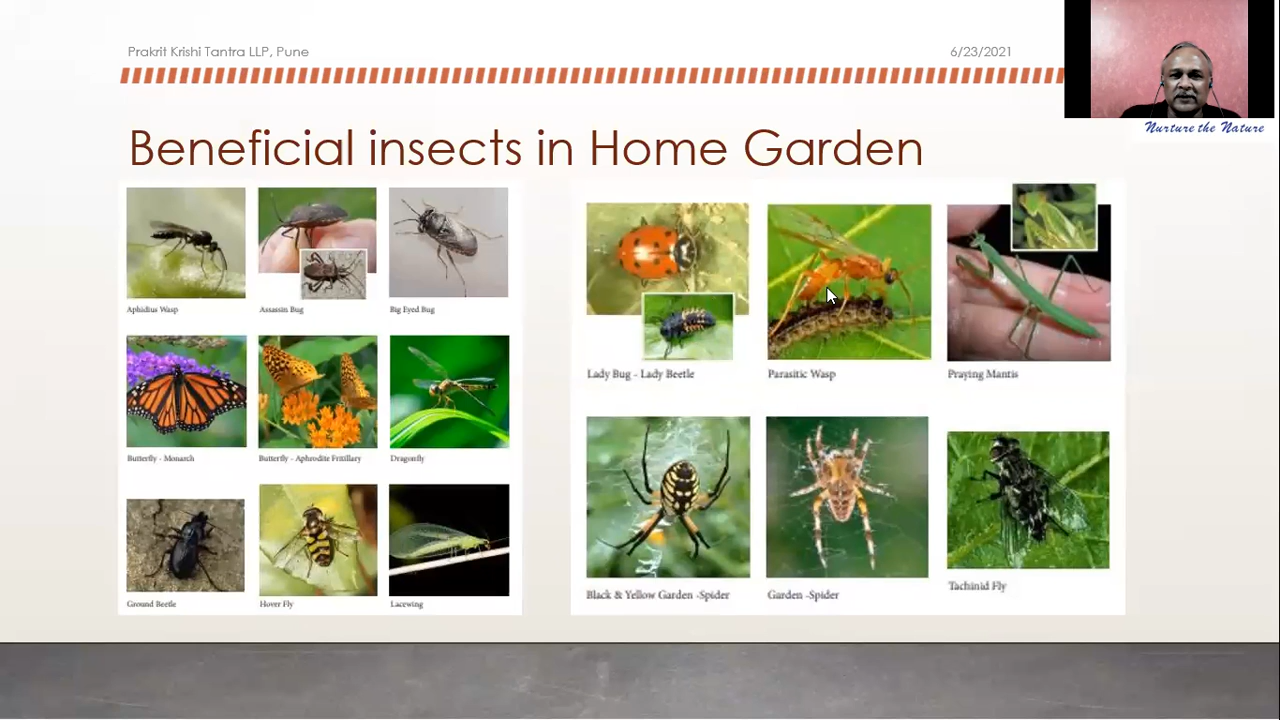 Prakrit Krishi Tantra LLP, Pune
6/23/2021
Nurture the Nature
Beneficial insects in Home Garden
Aphidius Wasp
Assassin Bug
Big Eyed Bug
Butterfly - Monarch
Butterfly - Aphrodite Fritillary
Dragonfly
Ground Beetle
Hover Fly
Lacewing
Lady Bug - Lady Beetle
Parasitic Wasp
Praying Mantis
Black & Yellow Garden -Spider
Garden -Spider
Tachinid Fly